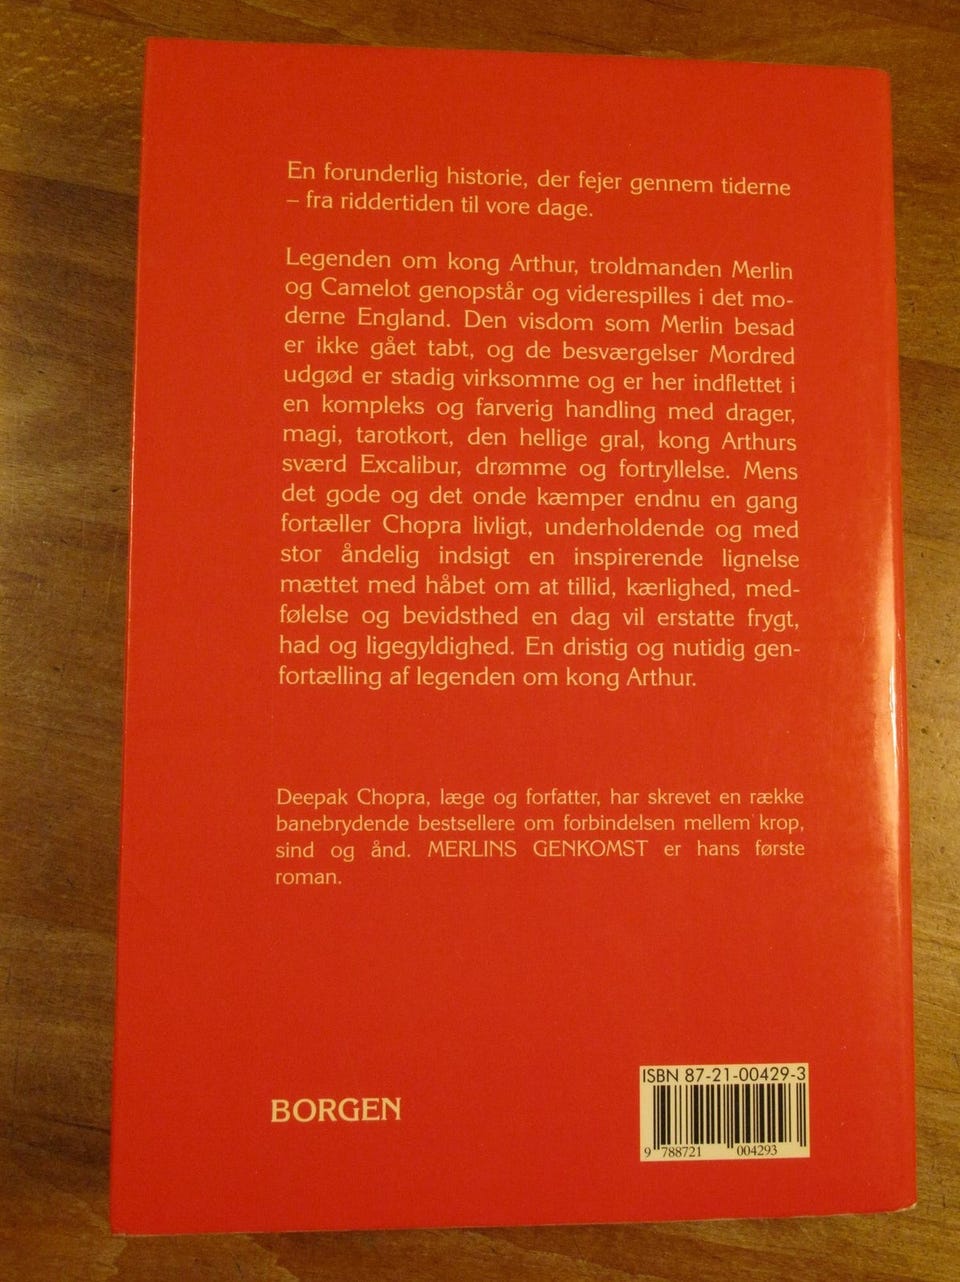 En forunderlig historie, der fejer gennem tiderne
– fra riddertiden til vore dage.
Legenden om kong Arthur, troldmanden Merlin
og Camelot genopstår og viderespilles i det mo-
derne England. Den visdom som Merlin besad
er ikke gået tabt, og de besværgelser Mordred
udgød er stadig virksomme og er her indflettet i
en kompleks og farverig handling med drager,
magi, tarotkort, den hellige gral, kong Arthurs
sværd Excalibur, drømme og fortryllelse. Mens
det gode og det onde kæmper endnu en gang
fortæller Chopra livligt, underholdende og med
stor åndelig indsigt en inspirerende lignelse
mættet med håbet om at tillid, kærlighed, med-
følelse og bevidsthed en dag vil erstatte frygt,
had og ligegyldighed. En dristig og nutidig gen-
fortælling af legenden om kong Arthur.
Deepak Chopra, læge og forfatter, har skrevet en række
banebrydende bestsellere om forbindelsen mellem krop,
sind og ånd. MERLINS GENKOMST er hans første
roman.
BORGEN
ISBN 87-21-00429-3
9 788721 004293